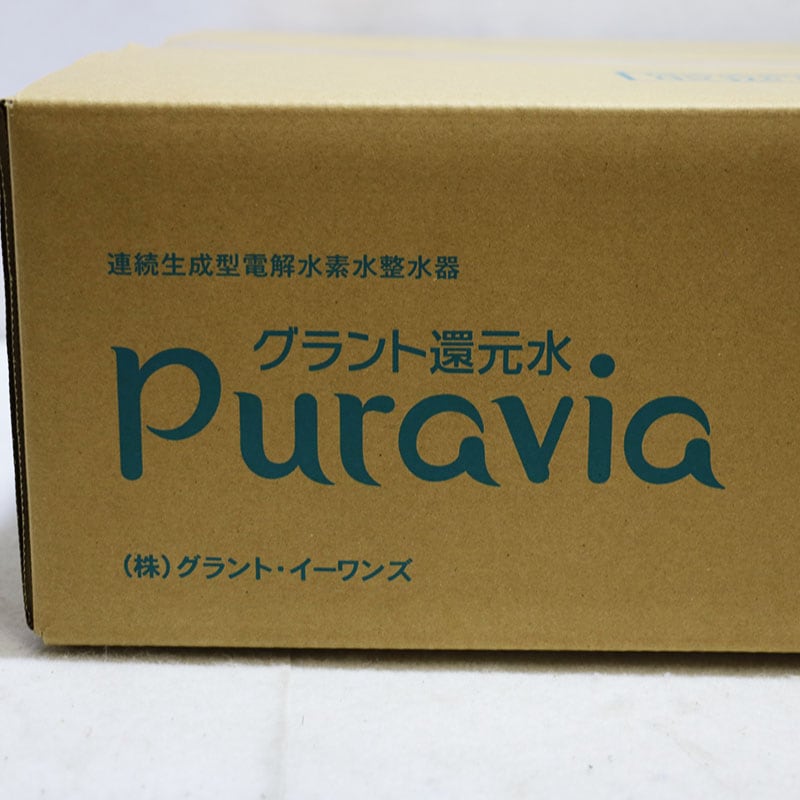 連続生成型電解水素水整水器
グラント還元水
Puravia
(株)グラント・イーワンズ